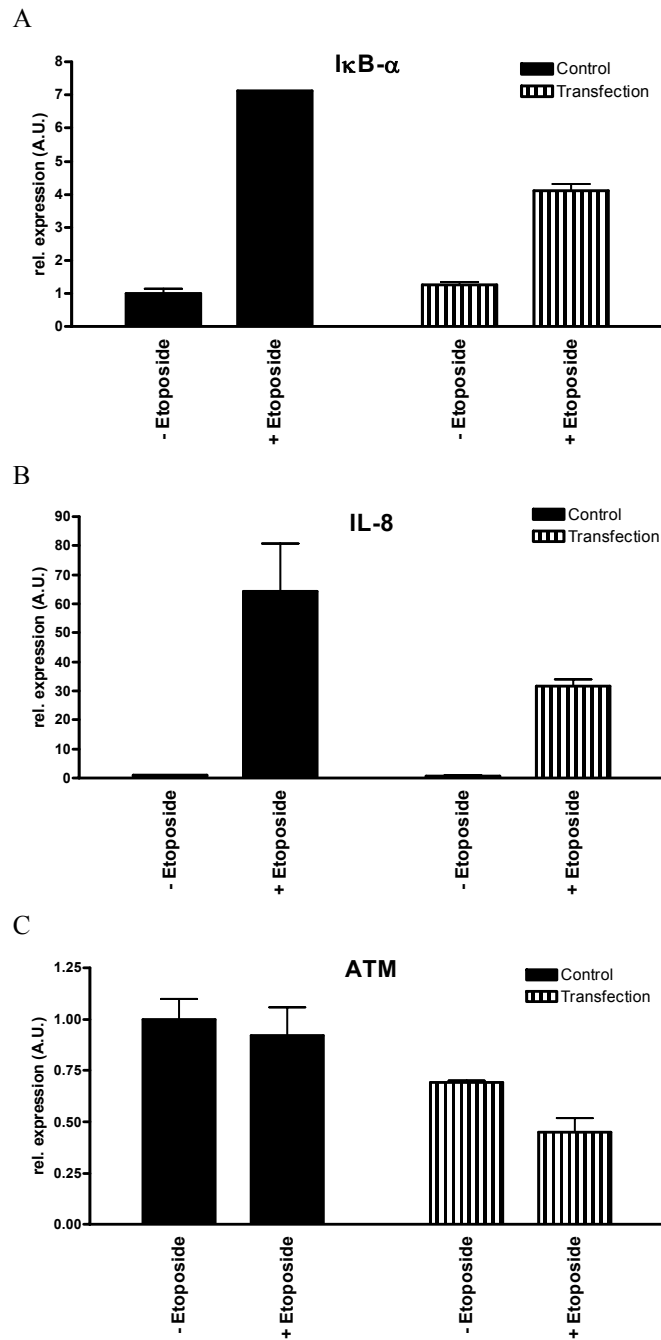 A
IκB-α
Control
Transfection
rel. expression (A.U.)
8
7
6
5
4
3
2
1
0
- Etoposide
+ Etoposide
- Etoposide
+ Etoposide
B
IL-8
Control
Transfection
rel. expression (A.U.)
90
80
70
60
50
40
30
20
10
0
- Etoposide
+ Etoposide
- Etoposide
+ Etoposide
C
ATM
Control
Transfection
rel. expression (A.U.)
1.25
1.00
0.75
0.50
0.25
0.00
- Etoposide
+ Etoposide
- Etoposide
+ Etoposide